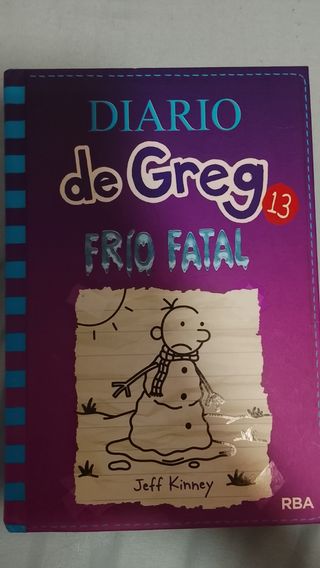 DIARIO
de Greg
13
FRÍO FATAL
Jeff Kinney
RBA